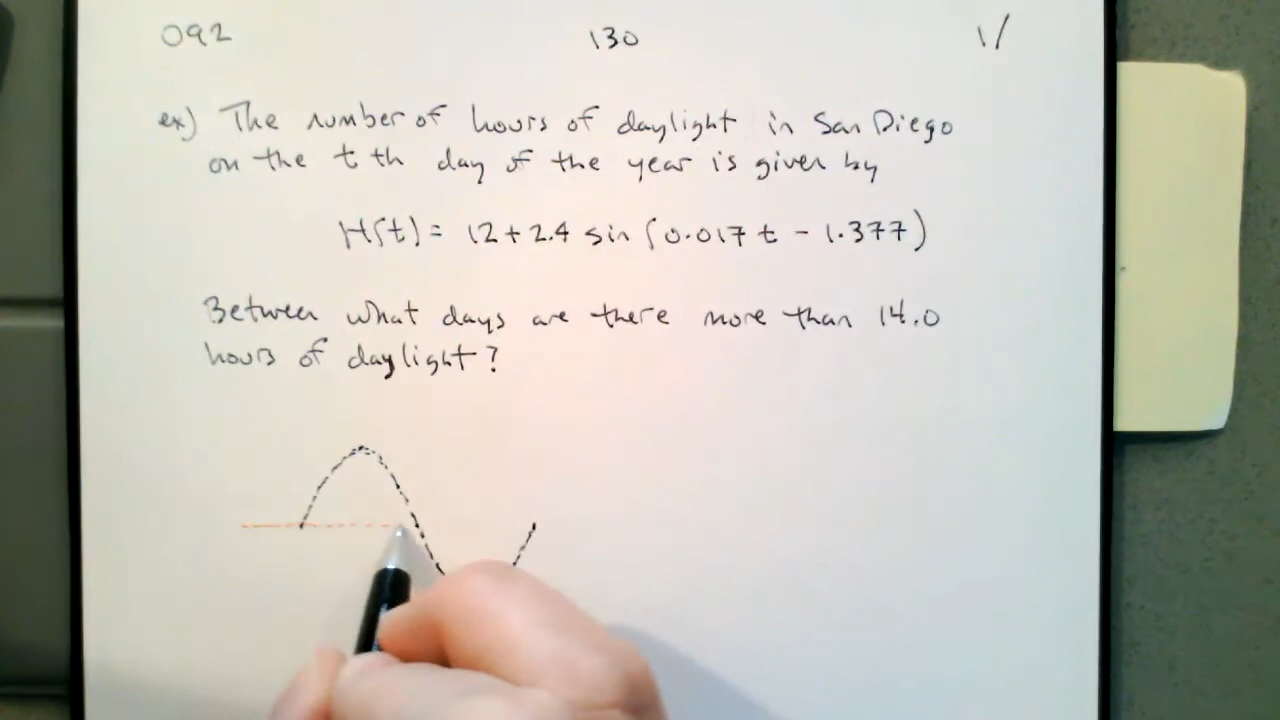 092 130 1/
ex) The number of hours of daylight in San Diego
on the t th day of the year is given by
H(t) = 12 + 2.4 sin (0.017 t - 1.377)
Between what days are there more than 14.0
hours of daylight?